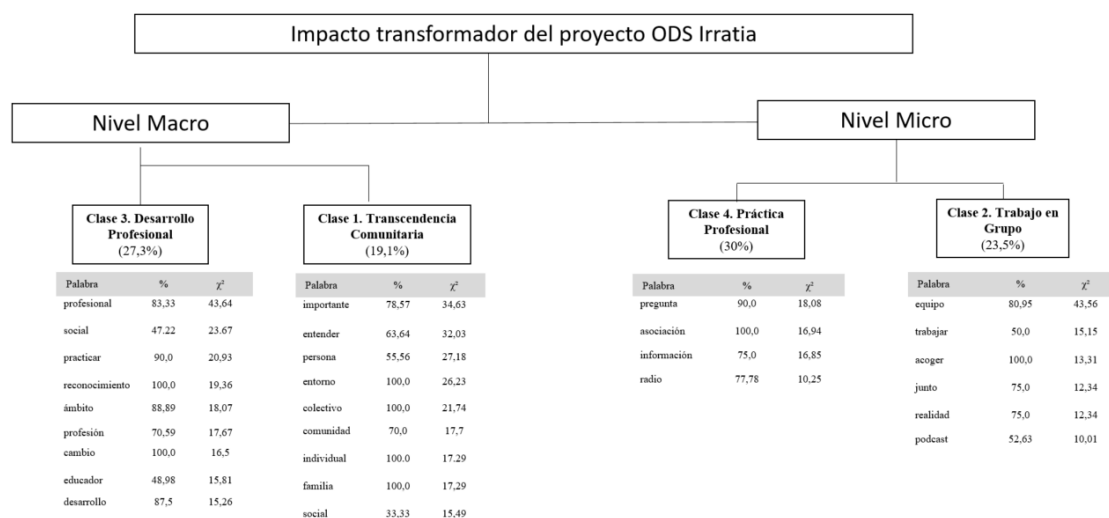 Impacto transformador del proyecto ODS Irratia
Nivel Macro
Nivel Micro
Clase 3. Desarrollo
Profesional
(27,3%)
Clase 1. Transcendencia
Comunitaria
(19,1%)
Clase 4. Práctica
Profesional
(30%)
Clase 2. Trabajo en
Grupo
(23,5%)
Palabra % χ²
profesional 83,33 43,64
social 47.22 23.67
practicar 90,0 20,93
reconocimiento 100,0 19,36
ámbito 88,89 18,07
profesión 70,59 17,67
cambio 100,0 16,5
educador 48,98 15,81
desarrollo 87,5 15,26
Palabra % χ²
importante 78,57 34,63
entender 63,64 32,03
persona 55,56 27,18
entorno 100,0 26,23
colectivo 100,0 21,74
comunidad 70,0 17,7
individual 100.0 17.29
familia 100,0 17,29
social 33,33 15,49
Palabra % χ²
pregunta 90,0 18,08
asociación 100,0 16,94
información 75,0 16,85
radio 77,78 10,25
Palabra % χ²
equipo 80,95 43,56
trabajar 50,0 15,15
acoger 100,0 13,31
junto 75,0 12,34
realidad 75,0 12,34
podcast 52,63 10,01